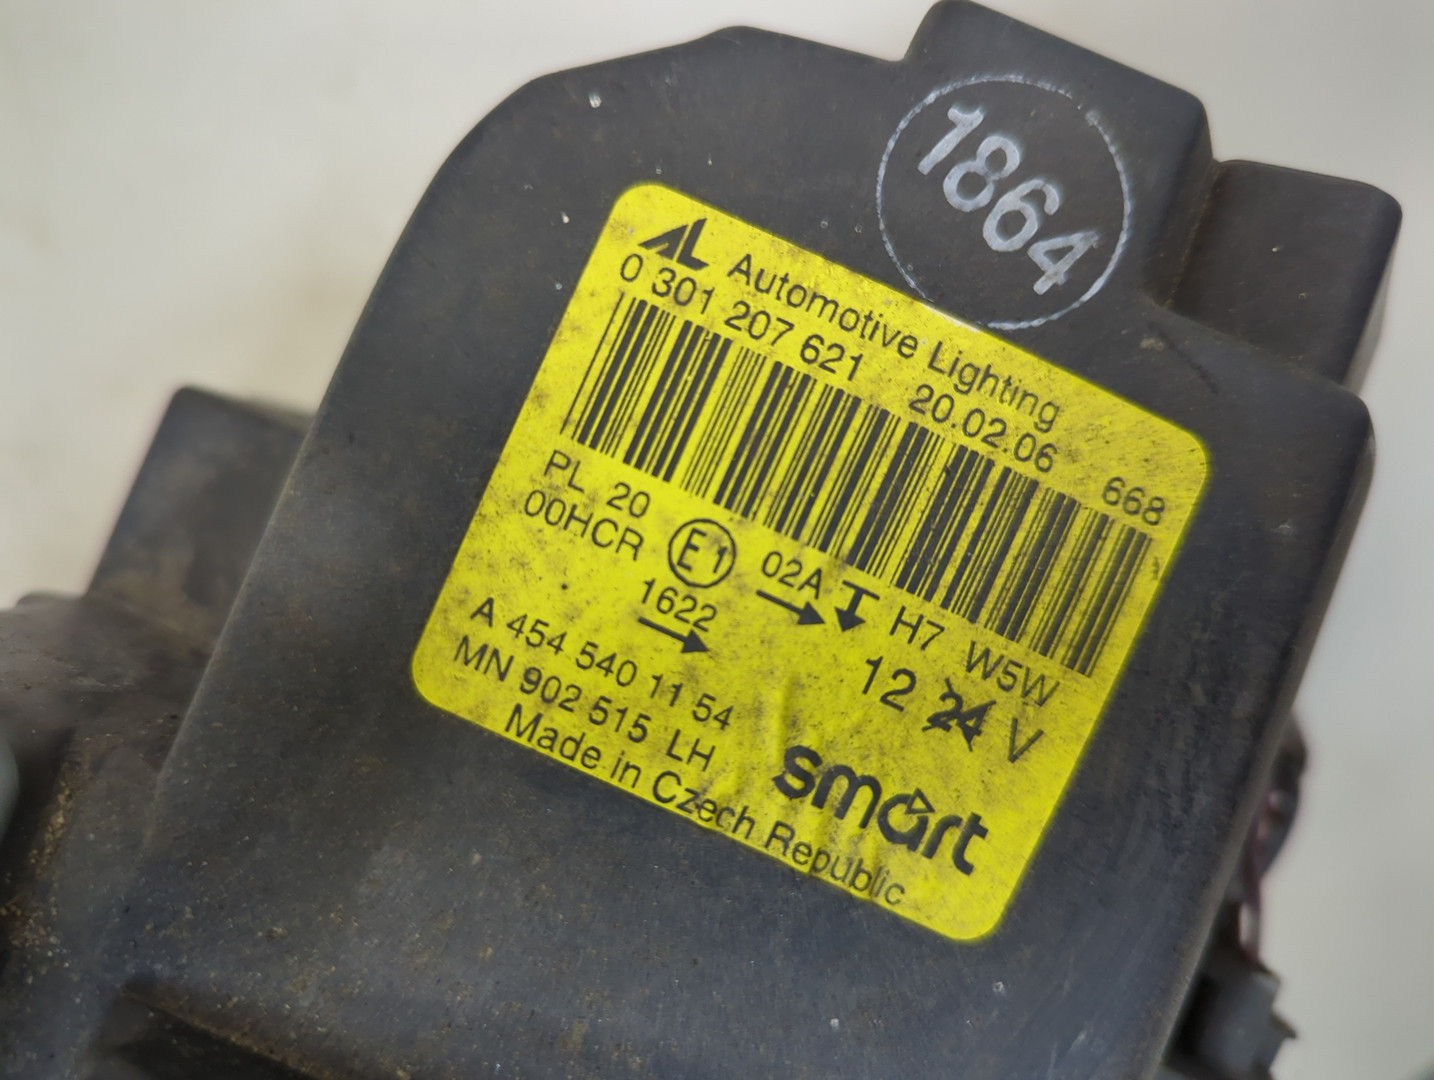 1864
AL Automotive Lighting
0 301 207 621 20.02.06 668
PL 20
00HCR E1 02A H7 W5W
1622
12 24 V
A 454 540 11 54
MN 902 515 LH
smart
Made in Czech Republic